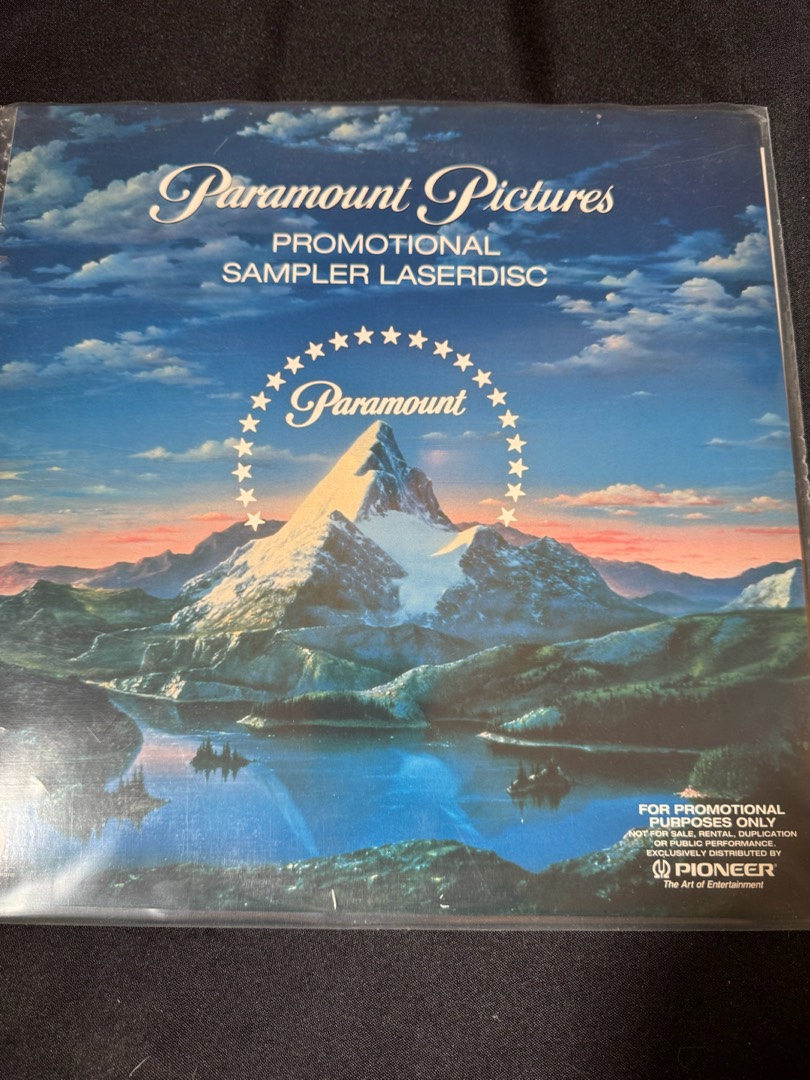 Paramount Pictures
PROMOTIONAL
SAMPLER LASERDISC
Paramount
FOR PROMOTIONAL
PURPOSES ONLY
NOT FOR SALE, RENTAL, DUPLICATION
OR PUBLIC PERFORMANCE.
EXCLUSIVELY DISTRIBUTED BY
PIONEER®
The Art of Entertainment